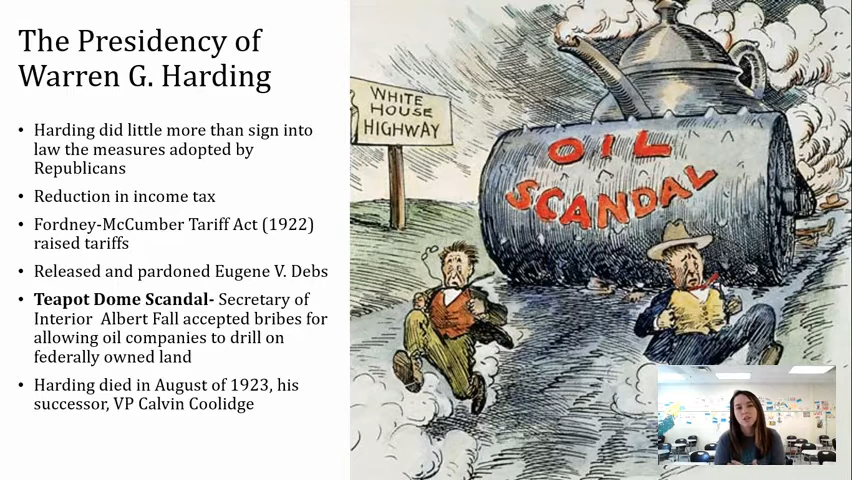 The Presidency of
Warren G. Harding
• Harding did little more than sign into
law the measures adopted by
Republicans
• Reduction in income tax
• Fordney-McCumber Tariff Act (1922)
raised tariffs
• Released and pardoned Eugene V. Debs
• Teapot Dome Scandal- Secretary of
Interior Albert Fall accepted bribes for
allowing oil companies to drill on
federally owned land
• Harding died in August of 1923, his
successor, VP Calvin Coolidge
WHITE
HOUSE
HIGHWAY
OIL
SCANDAL